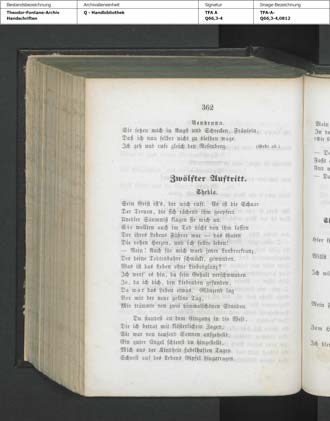 Bestandsbezeichnung
Archivalieneinheit
Signatur
Image-Bezeichnung
Theodor-Fontane-Archiv
Handschriften
Q - Handbibliothek
TFA A
Q66,3-4
TFA-A-
Q66,3-4,0812
362
Neubrunn.
Sie setzen mich in Angst und Schrecken, Fräulein,
Daß ich nun selber nicht zu bleiben wage.
Ich geh und rufe gleich den Rosenberg. (Geht ab.)
Zwölfter Auftritt.
Thekla.
Sein Geist ist's, der mich ruft. Es ist die Schaar
Der Treuen, die sich rächend ihm geopfert.
Unedler Säumniß klagen sie mich an.
Sie wollten auch im Tod nicht von ihm lassen
Der ihres Lebens Führer war — das thaten
Die rohen Herzen, und ich sollte leben!
— Nein! Auch für mich ward jener Lorbeerkranz,
Der deine Todtenbahre schmückt, gewunden.
Was ist das Leben ohne Liebesglanz?
Ich werf' es hin, da sein Gehalt verschwunden.
Ja, da ich dich, den Liebenden gefunden,
Da war das Leben etwas. Glänzend lag
Vor mir der neue goldne Tag,
Mir träumte von zwei himmelschönen Stunden.
Du standest an dem Eingang in die Welt,
Die ich betrat mit klösterlichem Zagen,
Sie war von tausend Sonnen aufgehellt;
Ein guter Engel schienst du hingestellt,
Mich aus der Kindheit fabelhaften Tagen
Schnell auf des Lebens Gipfel hinzutragen.